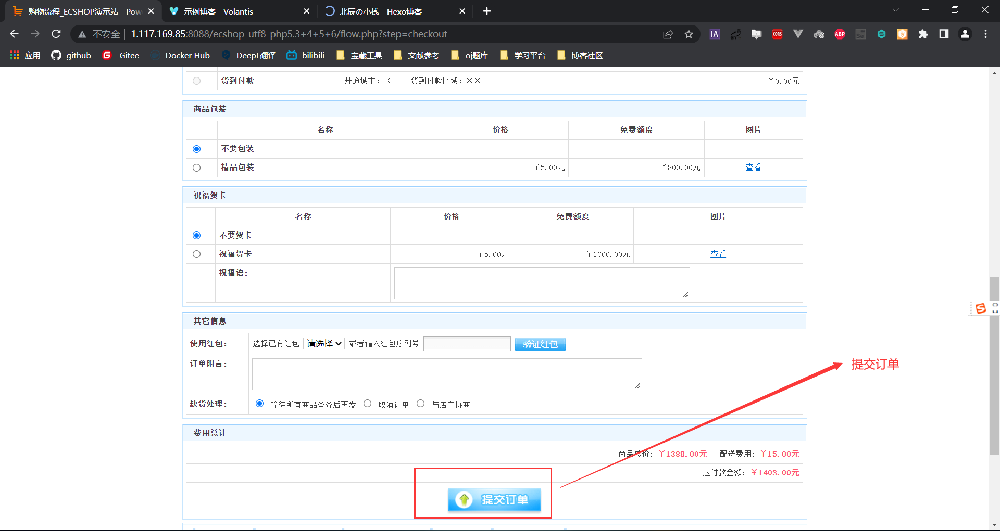 购物流程_ECSHOP演示站 - Pow
示例博客 - Volantis
北辰の小栈 - Hexo博客
不安全 1.117.169.85:8088/ecshop_utf8_php5.3+4+5+6/flow.php?step=checkout
应用 github Gitee Docker Hub DeepL翻译 bilibili 宝藏工具 文献参考 oj题库 学习平台 博客社区
货到付款 开通城市：××× 货到付款区域：××× ￥0.00元
商品包装
名称 价格 免费额度 图片
不要包装
精品包装 ￥5.00元 ￥800.00元 查看
祝福贺卡
名称 价格 免费额度 图片
不要贺卡
祝福贺卡 ￥5.00元 ￥1000.00元 查看
祝福语：
其它信息
使用红包： 选择已有红包 请选择 或者输入红包序列号 验证红包
订单附言：
提交订单
缺货处理： 等待所有商品备齐后再发 取消订单 与店主协商
费用总计
商品总价: ￥1388.00元 + 配送费用: ￥15.00元
应付款金额: ￥1403.00元
提交订单